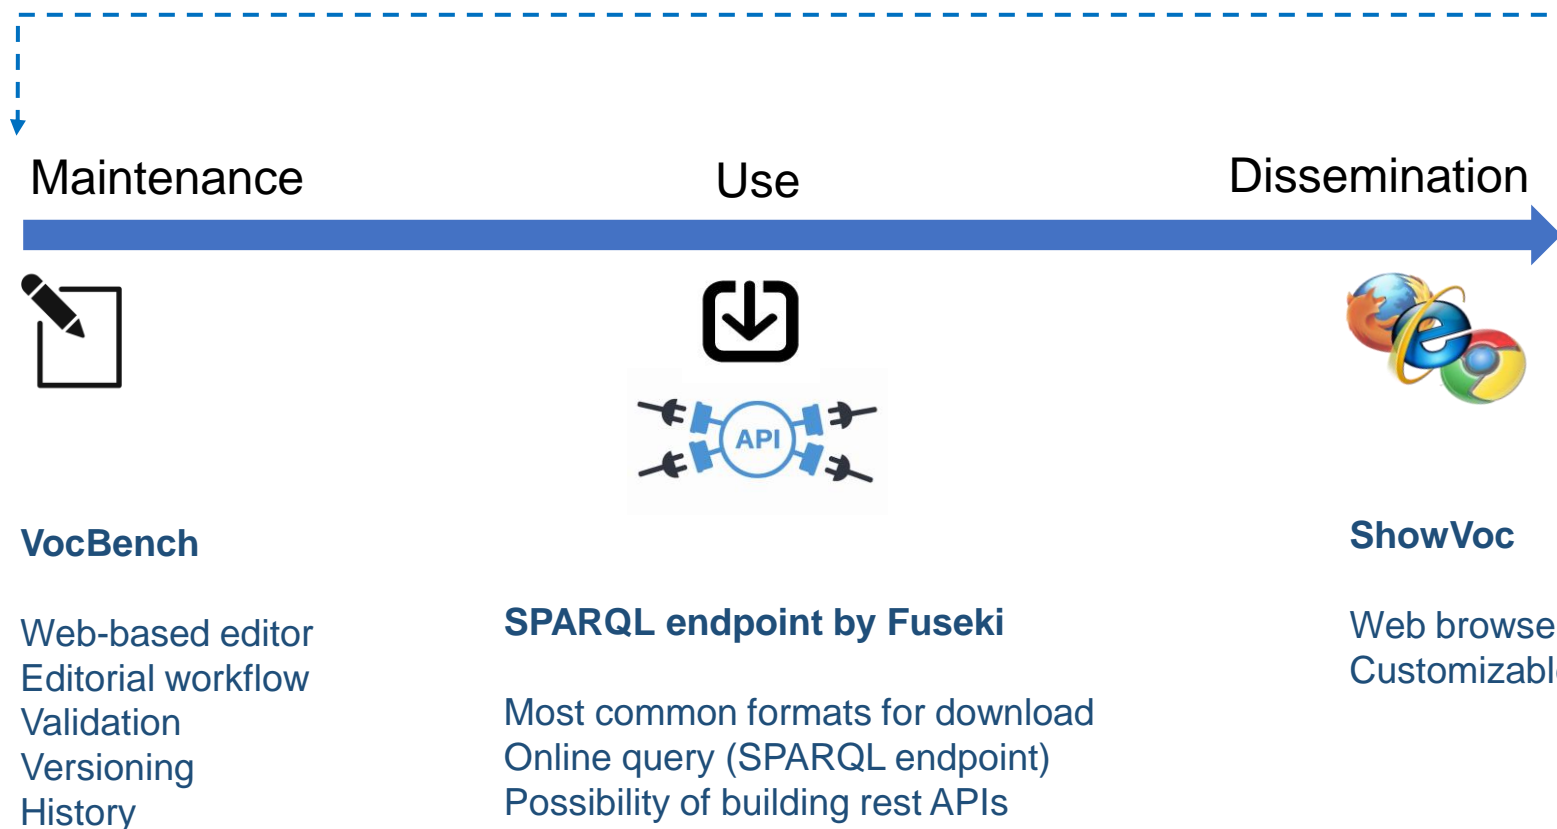 Maintenance
Use
Dissemination
API
VocBench
Web-based editor
Editorial workflow
Validation
Versioning
History
SPARQL endpoint by Fuseki
Most common formats for download
Online query (SPARQL endpoint)
Possibility of building rest APIs
ShowVoc
Web browse